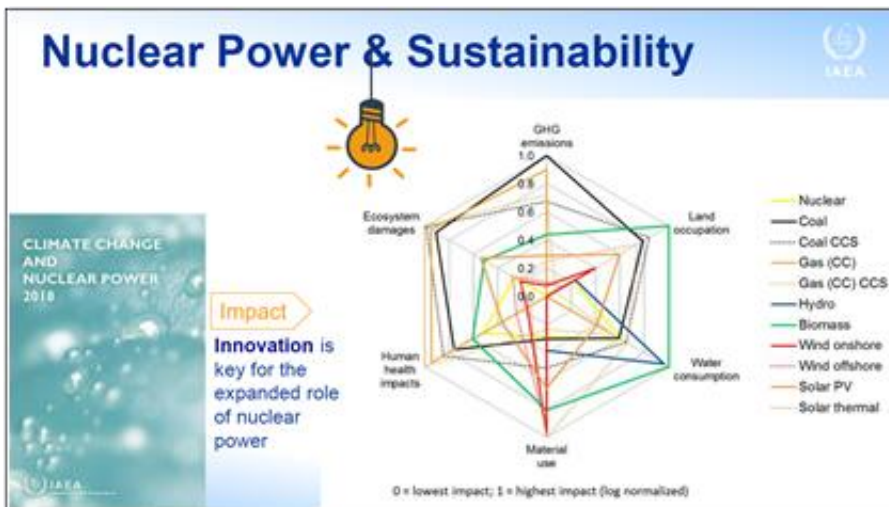 Nuclear Power & Sustainability
IAEA
GHG
emissions
1.0
0.8
0.6
0.4
0.2
0.0
Ecosystem
damages
Land
occupation
Human
health
impacts
Water
consumption
Material
use
Nuclear
Coal
Coal CCS
Gas (CC)
Gas (CC) CCS
Hydro
Biomass
Wind onshore
Wind offshore
Solar PV
Solar thermal
CLIMATE CHANGE
AND
NUCLEAR POWER
2018
IAEA
Impact
Innovation is
key for the
expanded role
of nuclear
power
0 = lowest impact; 1 = highest impact (log normalized)